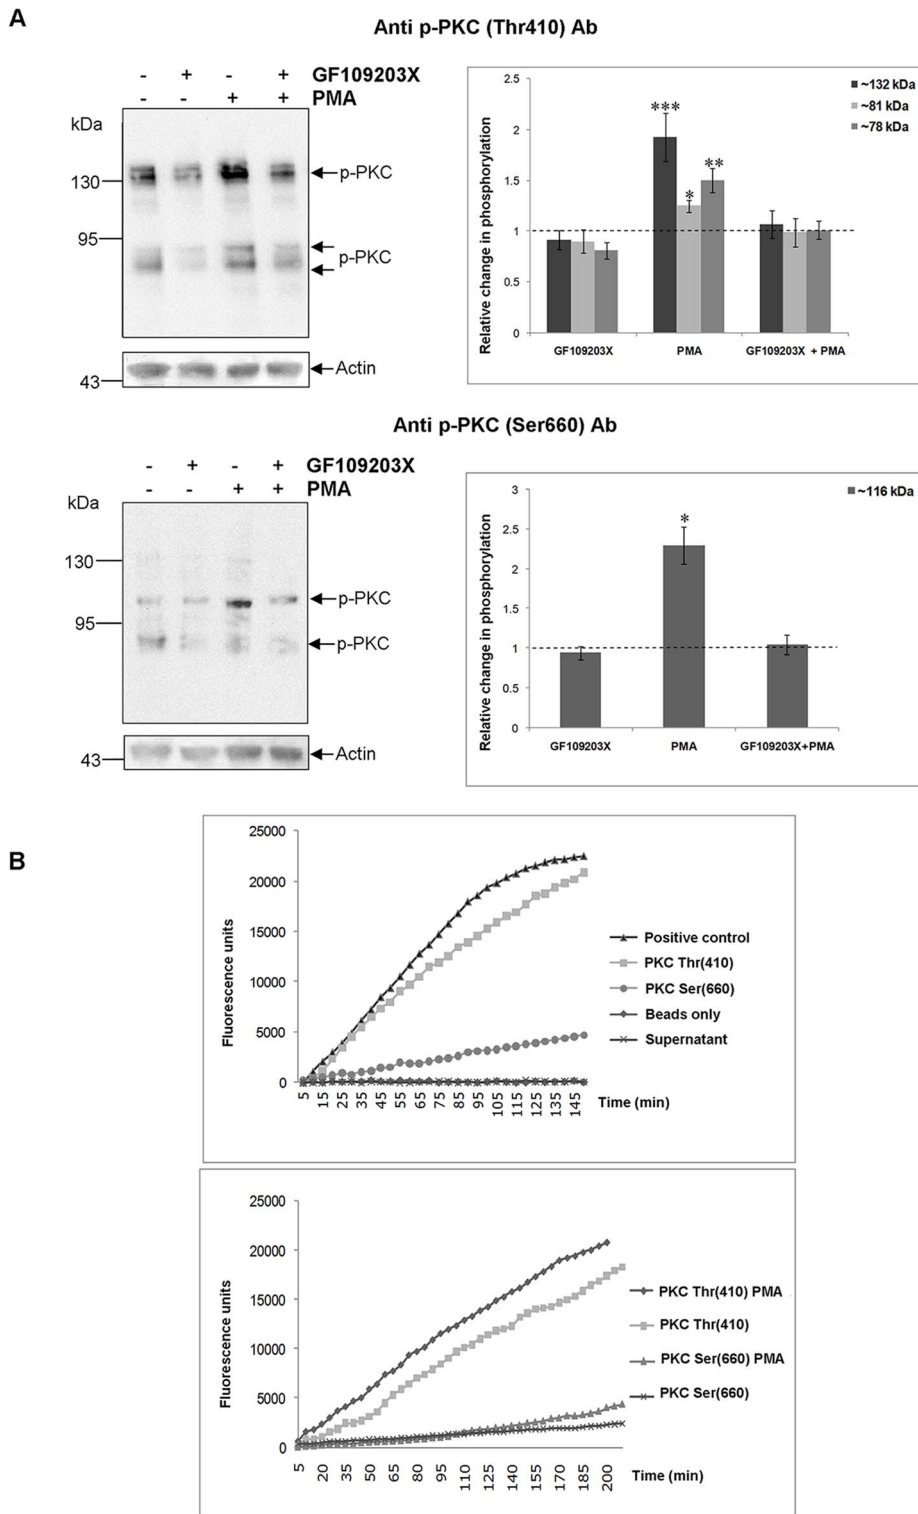 A
Anti p-PKC (Thr410) Ab
- + - + GF109203X
- - + + PMA
kDa
130
95
43
p-PKC
p-PKC
Actin
Relative change in phosphorylation
2.5
2
1.5
1
0.5
0
***
*
**
~132 kDa
~81 kDa
~78 kDa
GF109203X PMA GF109203X + PMA
Anti p-PKC (Ser660) Ab
- + - + GF109203X
- - + + PMA
kDa
130
95
43
p-PKC
p-PKC
Actin
Relative change in phosphorylation
3
2.5
2
1.5
1
0.5
0
*
~116 kDa
GF109203X PMA GF109203X+PMA
B
Fluorescence units
25000
20000
15000
10000
5000
0
5 15 25 35 45 55 65 75 85 95 105 115 125 135 145
Time (min)
Positive control
PKC Thr(410)
PKC Ser(660)
Beads only
Supernatant
Fluorescence units
25000
20000
15000
10000
5000
0
5 20 35 50 65 80 95 110 125 140 155 170 185 200
Time (min)
PKC Thr(410) PMA
PKC Thr(410)
PKC Ser(660) PMA
PKC Ser(660)